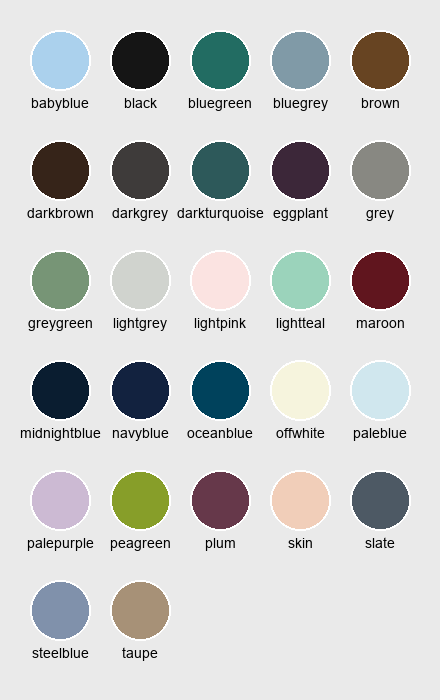 babyblue black bluegreen bluegrey brown
darkbrown darkgrey darkturquoise eggplant grey
greygreen lightgrey lightpink lightteal maroon
midnightblue navyblue oceanblue offwhite paleblue
palepurple peagreen plum skin slate
steelblue taupe